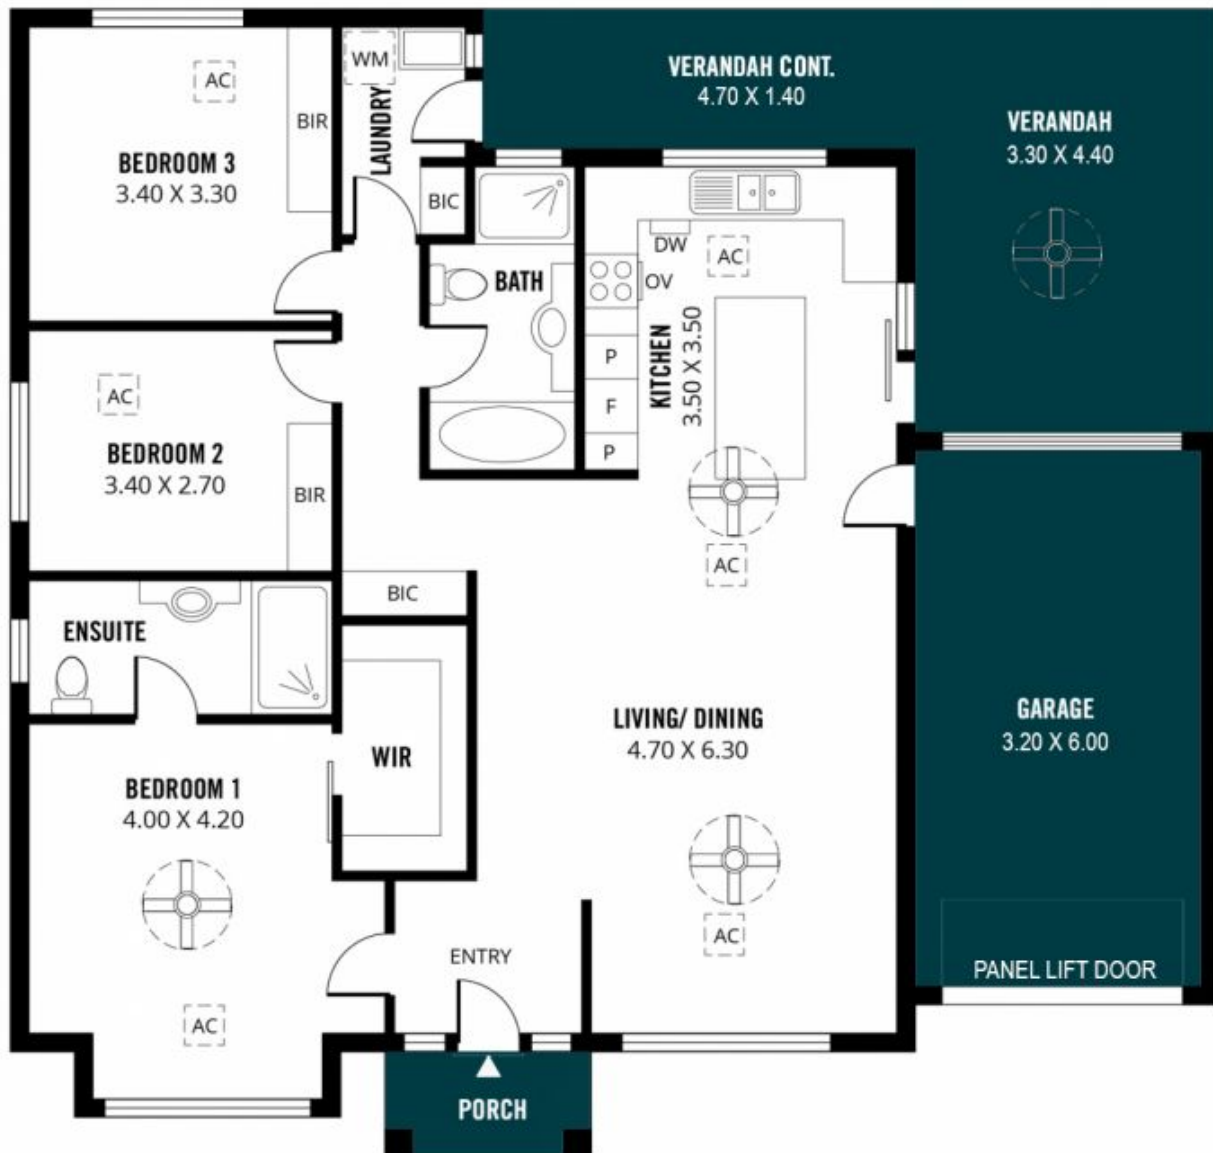 WM
AC
BIR
BEDROOM 3
3.40 X 3.30
LAUNDRY
BIC
VERANDAH CONT.
4.70 X 1.40
VERANDAH
3.30 X 4.40
BATH
DW
AC
OV
KITCHEN
3.50 X 3.50
P
F
P
AC
BEDROOM 2
3.40 X 2.70
BIR
AC
BIC
ENSUITE
WIR
LIVING/ DINING
4.70 X 6.30
GARAGE
3.20 X 6.00
BEDROOM 1
4.00 X 4.20
AC
AC
ENTRY
PANEL LIFT DOOR
PORCH